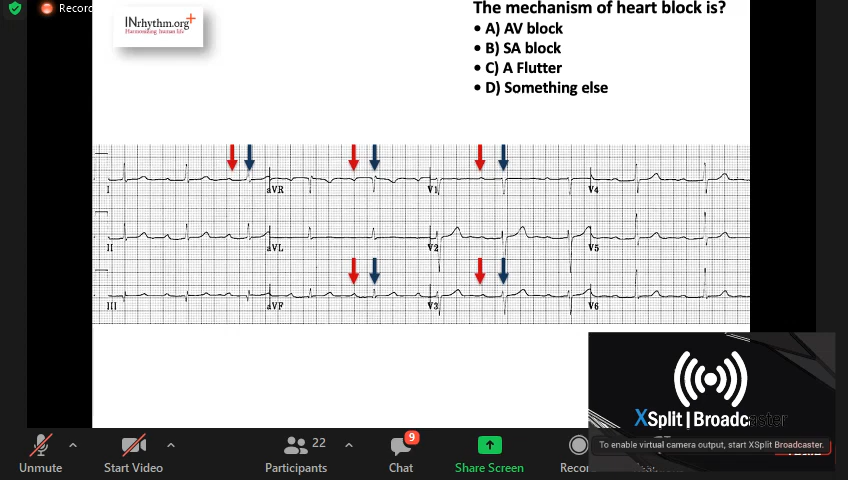 Record
INrhythm.org
Harmonising human life
The mechanism of heart block is?
• A) AV block
• B) SA block
• C) A Flutter
• D) Something else
I
aVR
V1
V4
II
aVL
V2
V5
III
aVF
V3
V6
XSplit | Broadcaster
To enable virtual camera output, start XSplit Broadcaster.
Unmute
Start Video
22
Participants
9
Chat
Share Screen
Recor